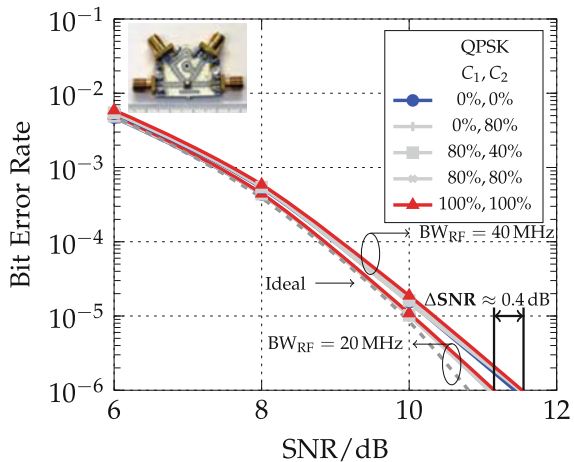 10⁻¹
10⁻²
10⁻³
10⁻⁴
10⁻⁵
10⁻⁶
Bit Error Rate
QPSK
C₁, C₂
0%, 0%
0%, 80%
80%, 40%
80%, 80%
100%, 100%
BW_RF = 40 MHz
Ideal
ΔSNR ≈ 0.4 dB
BW_RF = 20 MHz
6
8
10
12
SNR/dB